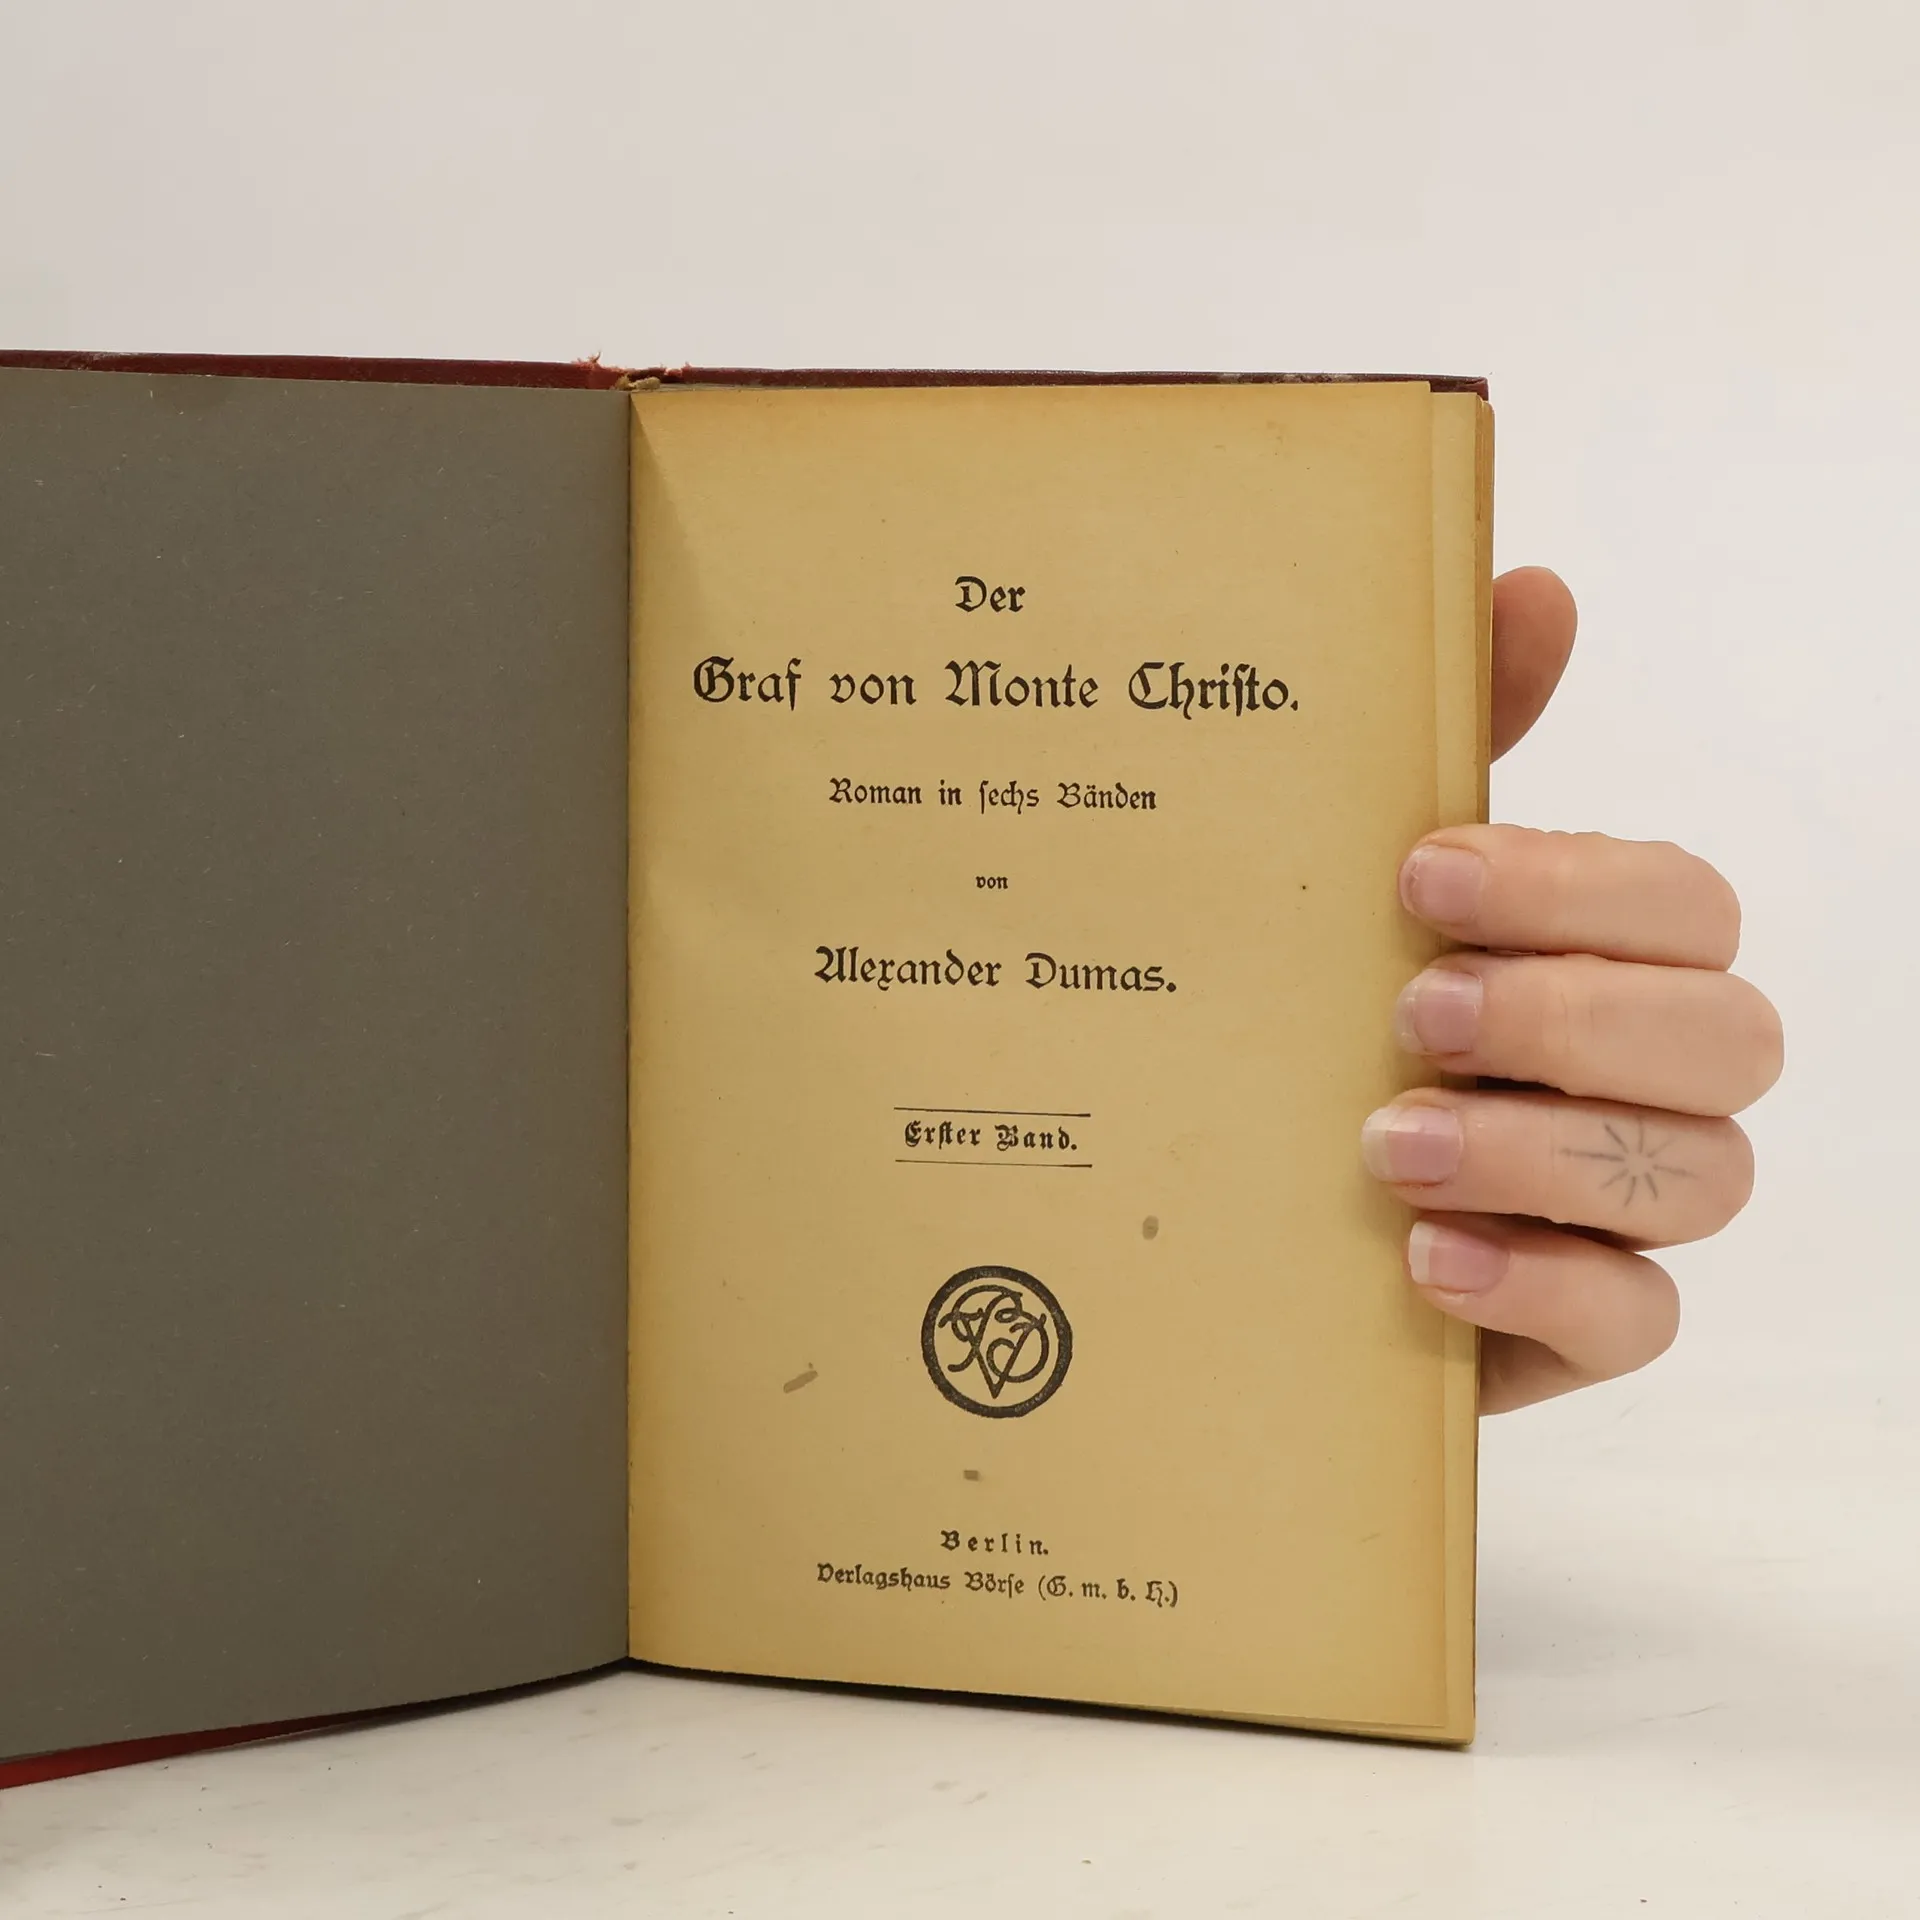 Der
Graf von Monte Chriſto.
Roman in ſechs Bänden
von
Alexander Dumas.
Erſter Band.
Berlin.
Verlagshaus Börſe (G. m. b. H.)